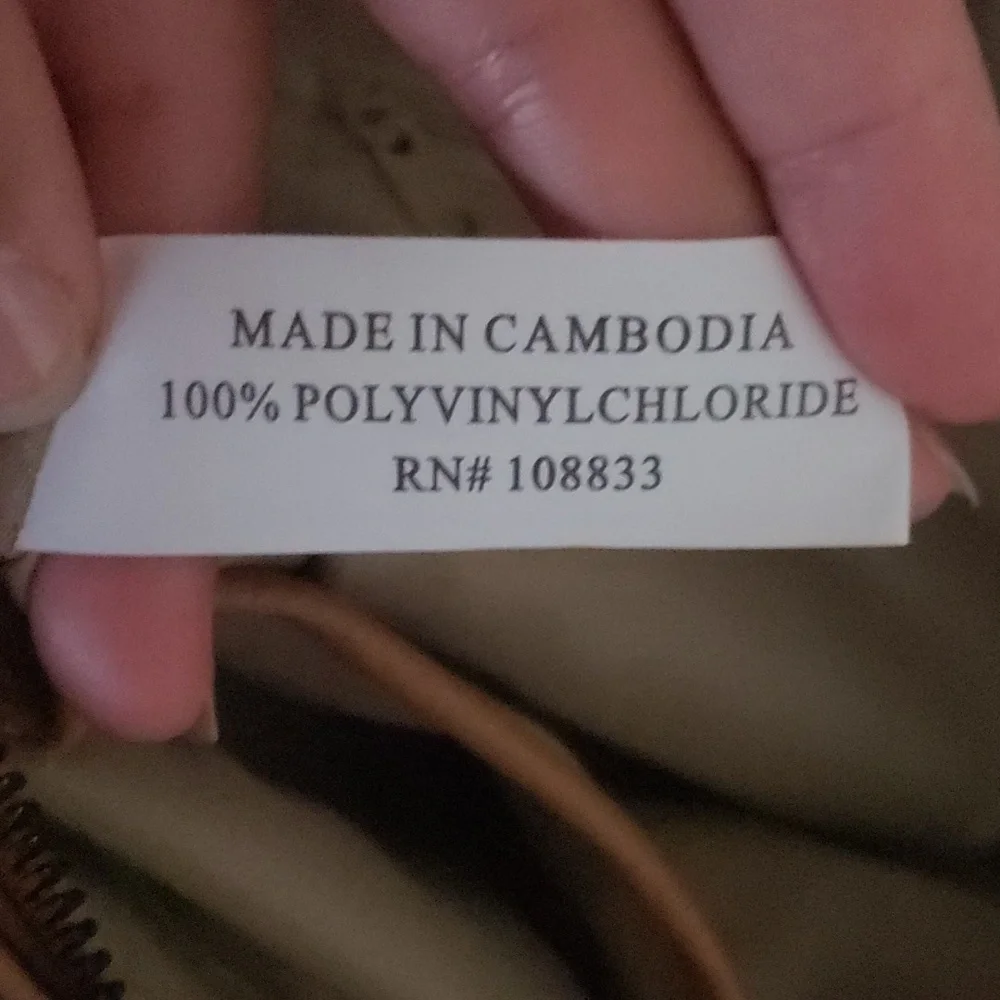 MADE IN CAMBODIA
100% POLYVINYLCHLORIDE
RN# 108833